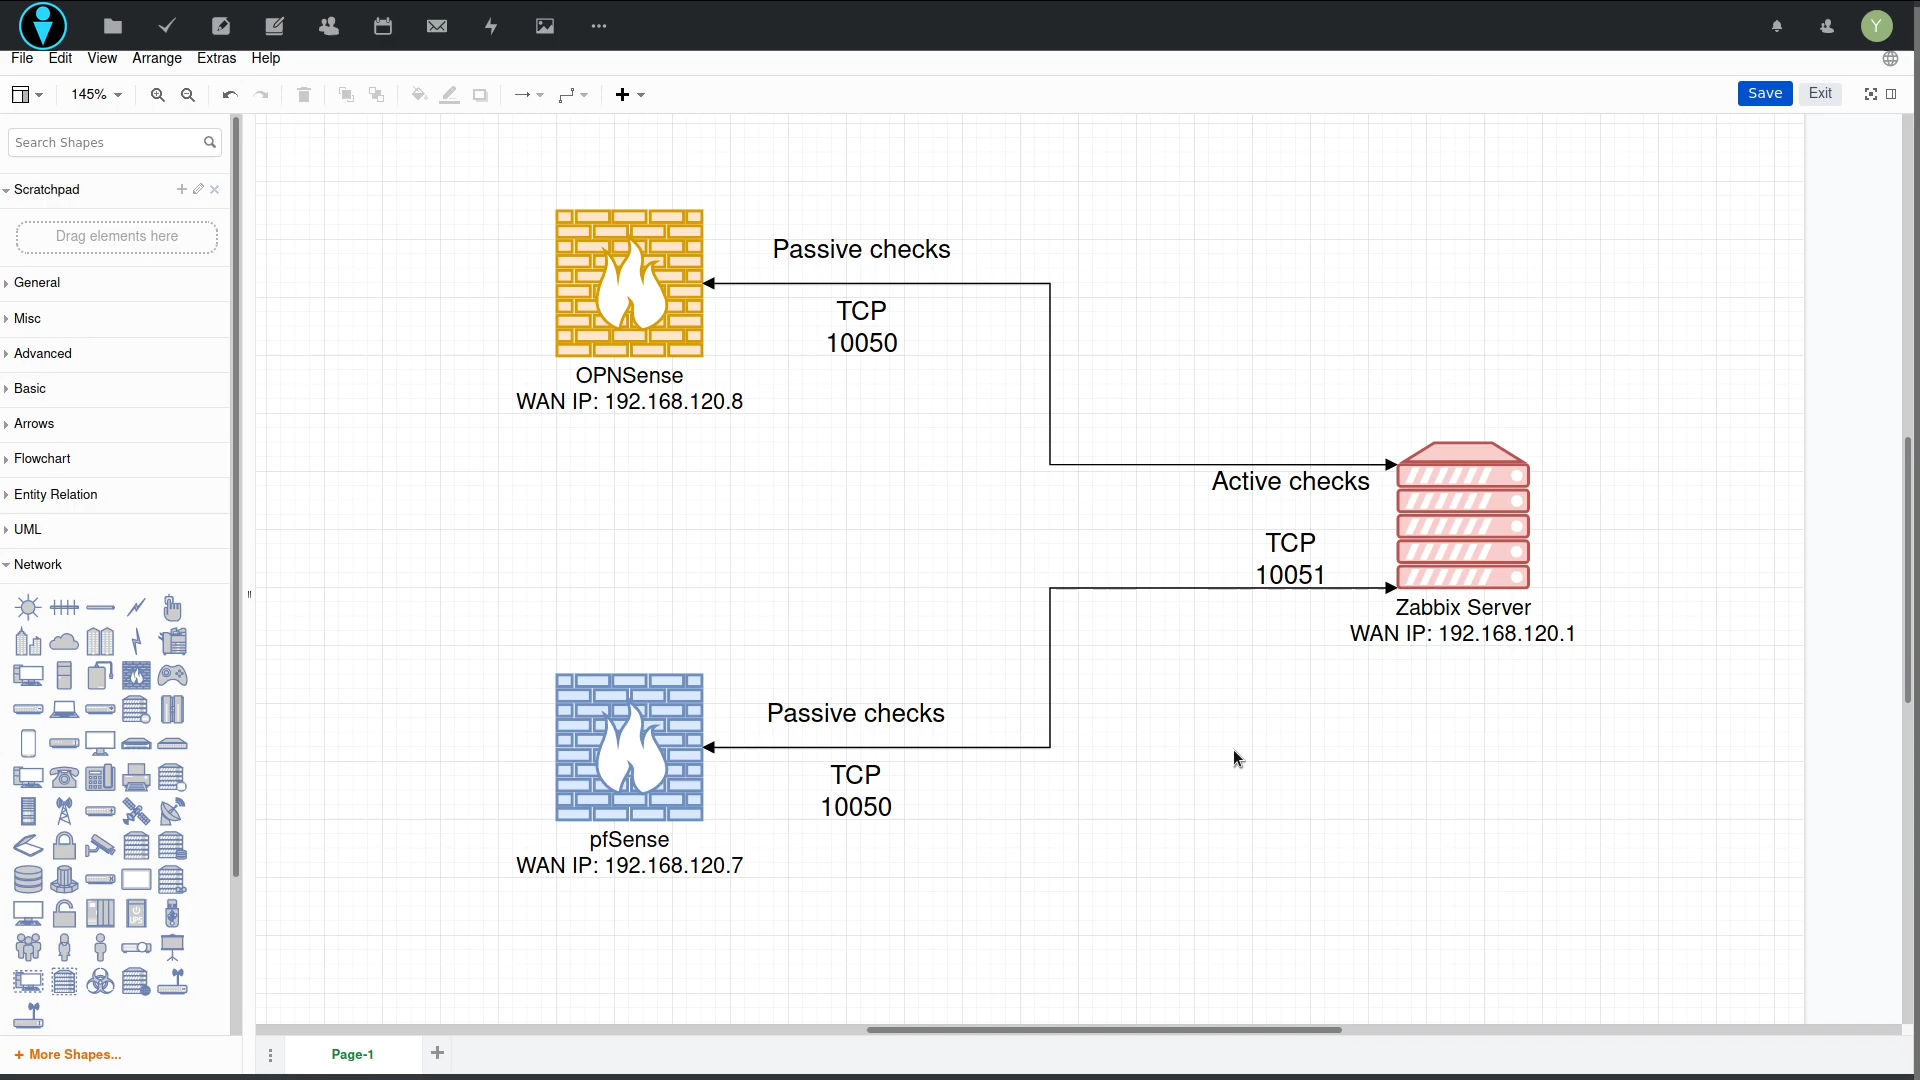 Y
File Edit View Arrange Extras Help
145%
Save Exit
Search Shapes
Scratchpad
Drag elements here
General
Misc
Advanced
Basic
Arrows
Flowchart
Entity Relation
UML
Network
More Shapes...
Passive checks
TCP
10050
OPNSense
WAN IP: 192.168.120.8
Active checks
TCP
10051
Zabbix Server
WAN IP: 192.168.120.1
Passive checks
TCP
10050
pfSense
WAN IP: 192.168.120.7
Page-1